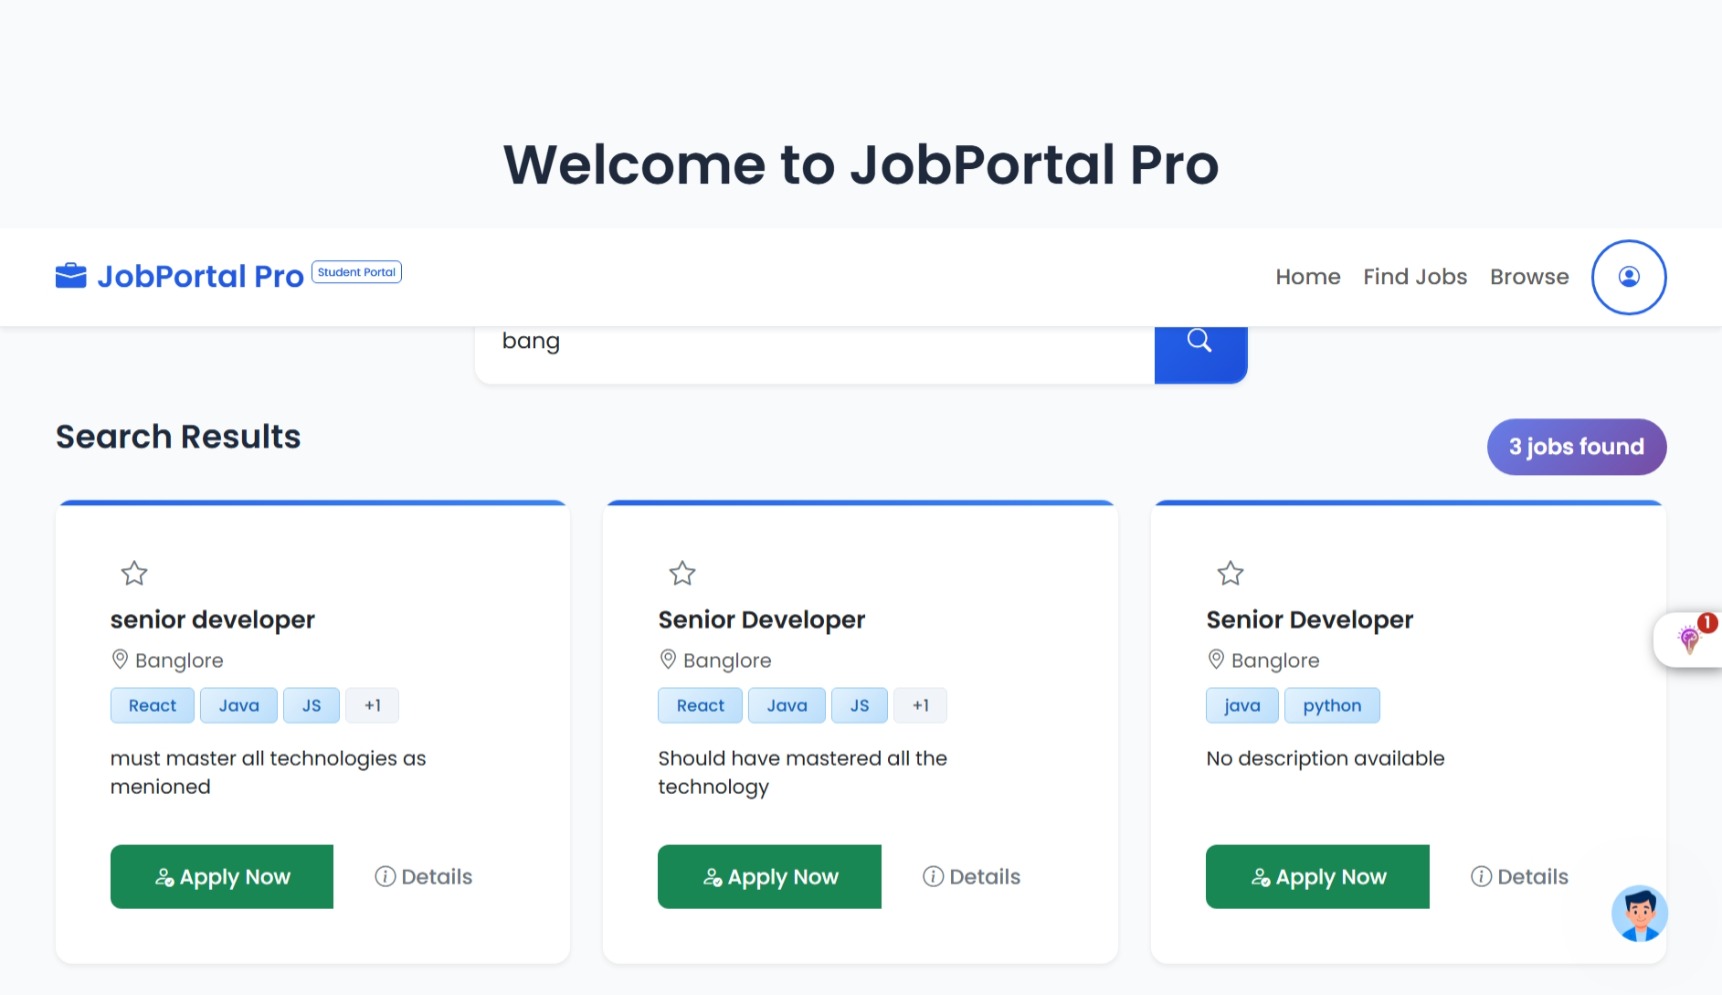 Welcome to JobPortal Pro
JobPortal Pro Student Portal
Home Find Jobs Browse
bang
Search Results
3 jobs found
senior developer
Banglore
React Java JS +1
must master all technologies as
menioned
Apply Now Details
Senior Developer
Banglore
React Java JS +1
Should have mastered all the
technology
Apply Now Details
Senior Developer
Banglore
java python
No description available
Apply Now Details
1